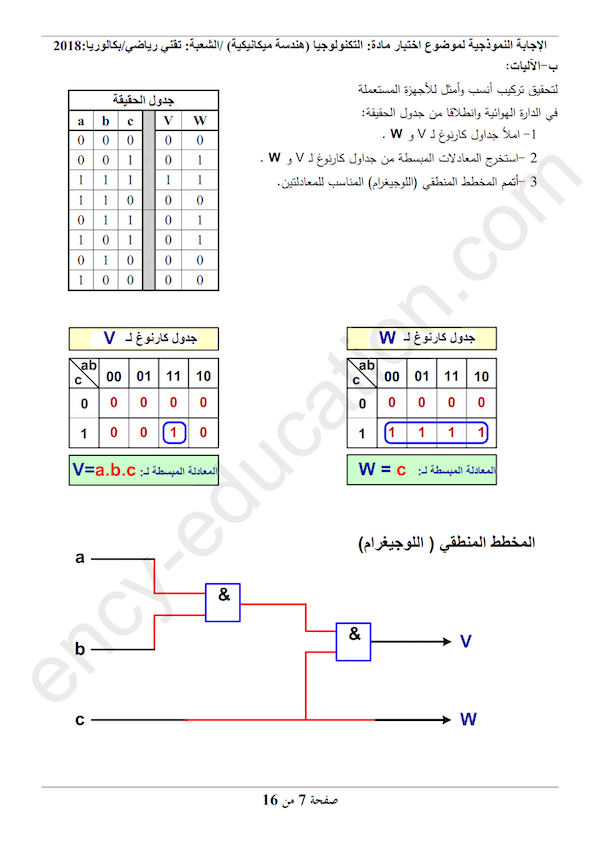 الإجابة النموذجية لموضوع اختبار مادة: التكنولوجيا (هندسة ميكانيكية) /الشعبة: تقني رياضي/بكالوريا:2018
ب-الآليات:
لتحقيق تركيب أنسب وأمثل للأجهزة المستعملة
في الدارة الهوائية وانطلاقا من جدول الحقيقة:
1- املأ جداول كارنوغ لـ V و W .
2 -استخرج المعادلات المبسطة من جداول كارنوغ لـ V و W .
3 -أتمم المخطط المنطقي (اللوجيغرام) المناسب للمعادلتين.
جدول الحقيقة
a b c V W
0 0 0 0 0
0 0 1 0 1
1 1 1 1 1
1 1 0 0 0
0 1 1 0 1
1 0 1 0 1
0 1 0 0 0
1 0 0 0 0
جدول كارنوغ لـ V
ab
c
00 01 11 10
0 0 0 0 0
1 0 0 1 0
المعادلة المبسطة لـ: V=a.b.c
جدول كارنوغ لـ W
ab
c
00 01 11 10
0 0 0 0 0
1 1 1 1 1
المعادلة المبسطة لـ: W = c
المخطط المنطقي ( اللوجيغرام)
a
&
&
V
b
c
W
ency-education.com
صفحة 7 من 16